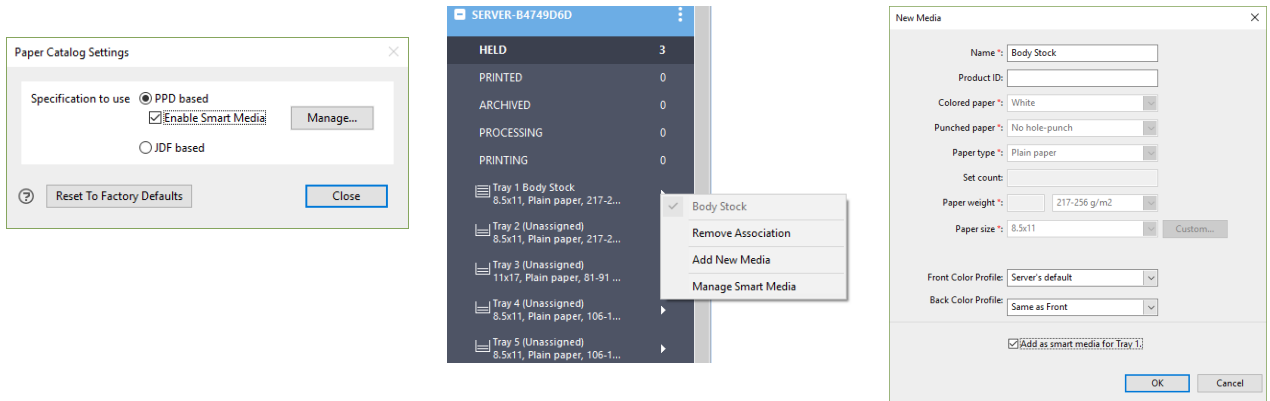 Paper Catalog Settings
Specification to use PPD based
Enable Smart Media
Manage...
JDF based
Reset To Factory Defaults
Close
SERVER-B4749D6D
HELD 3
PRINTED 0
ARCHIVED 0
PROCESSING 0
PRINTING 0
Tray 1 Body Stock
8.5x11, Plain paper, 217-2...
Tray 2 (Unassigned)
8.5x11, Plain paper, 217-2...
Tray 3 (Unassigned)
11x17, Plain paper, 81-91 ...
Tray 4 (Unassigned)
8.5x11, Plain paper, 106-1...
Tray 5 (Unassigned)
8.5x11, Plain paper, 106-1...
Body Stock
Remove Association
Add New Media
Manage Smart Media
New Media
Name *: Body Stock
Product ID:
Colored paper *: White
Punched paper *: No hole-punch
Paper type *: Plain paper
Set count:
Paper weight *: 217-256 g/m2
Paper size *: 8.5x11 Custom...
Front Color Profile: Server's default
Back Color Profile: Same as Front
Add as smart media for Tray 1.
OK Cancel